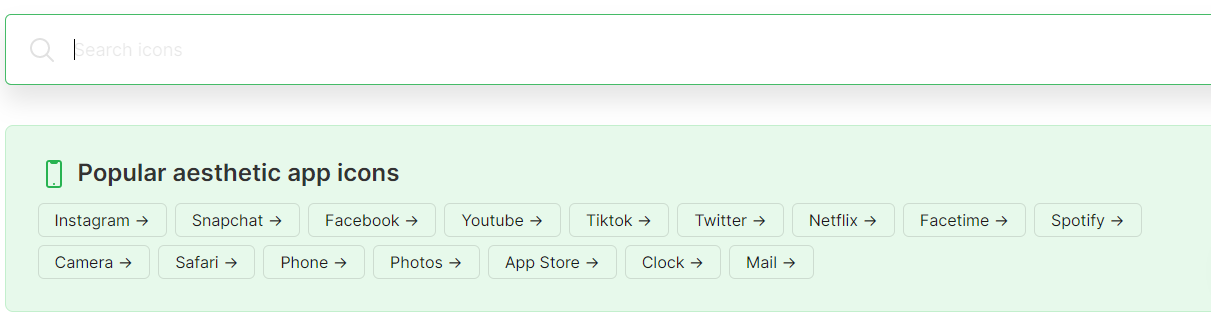 Search icons
Popular aesthetic app icons
Instagram → Snapchat → Facebook → Youtube → Tiktok → Twitter → Netflix → Facetime → Spotify →
Camera → Safari → Phone → Photos → App Store → Clock → Mail →